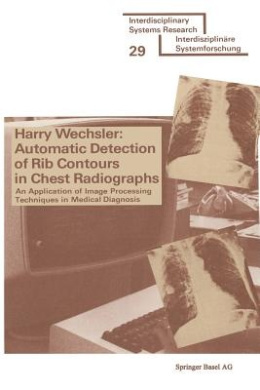 Interdisciplinary
Systems Research
Interdisziplinäre
Systemforschung
29
Harry Wechsler:
Automatic Detection
of Rib Contours
in Chest Radiographs
An Application of Image Processing
Techniques in Medical Diagnosis
Springer Basel AG